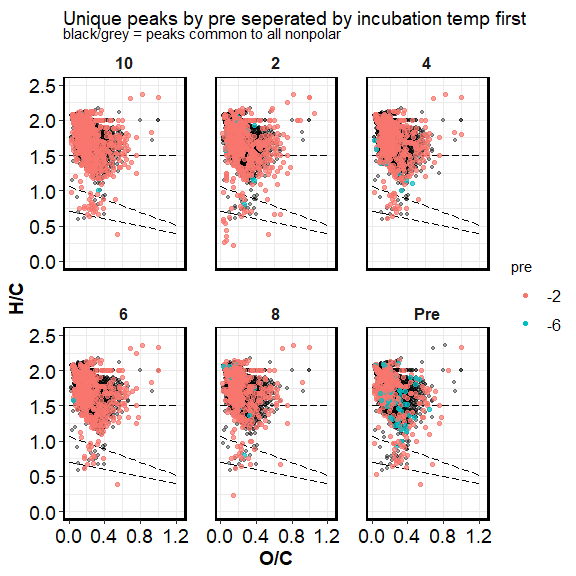 Unique peaks by pre seperated by incubation temp first
black/grey = peaks common to all nonpolar
10 2 4
2.5
2.0
1.5
1.0
0.5
0.0
H/C
6 8 Pre
2.5
2.0
1.5
1.0
0.5
0.0
0.0 0.4 0.8 1.2 0.0 0.4 0.8 1.2 0.0 0.4 0.8 1.2
O/C
pre
-2
-6